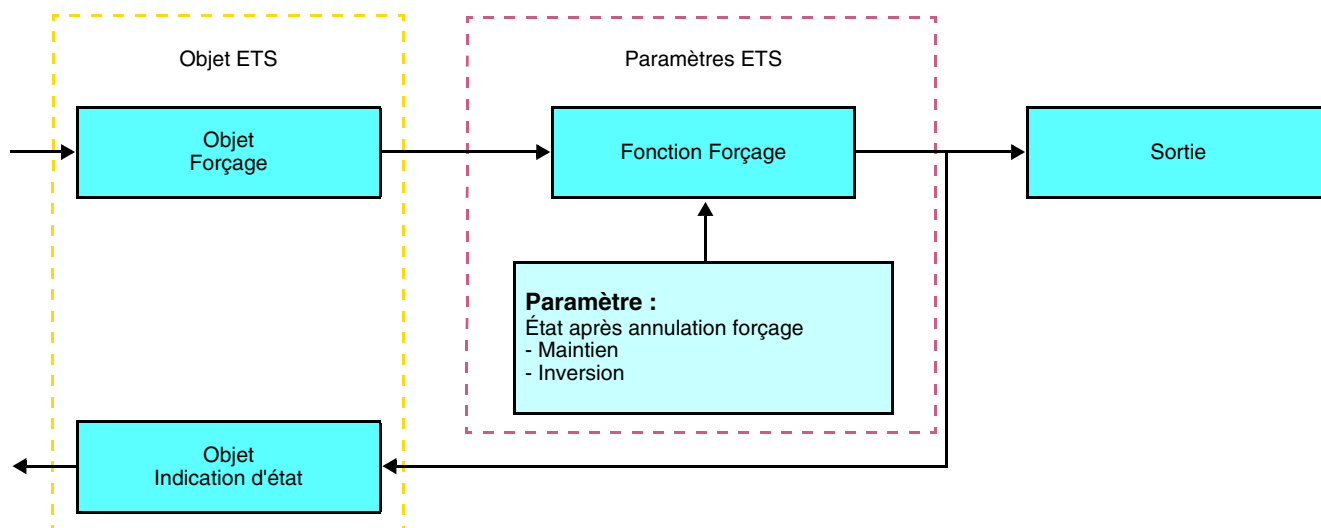 Objet ETS
Paramètres ETS
Objet
Forçage
Fonction Forçage
Sortie
Paramètre :
État après annulation forçage
- Maintien
- Inversion
Objet
Indication d'état